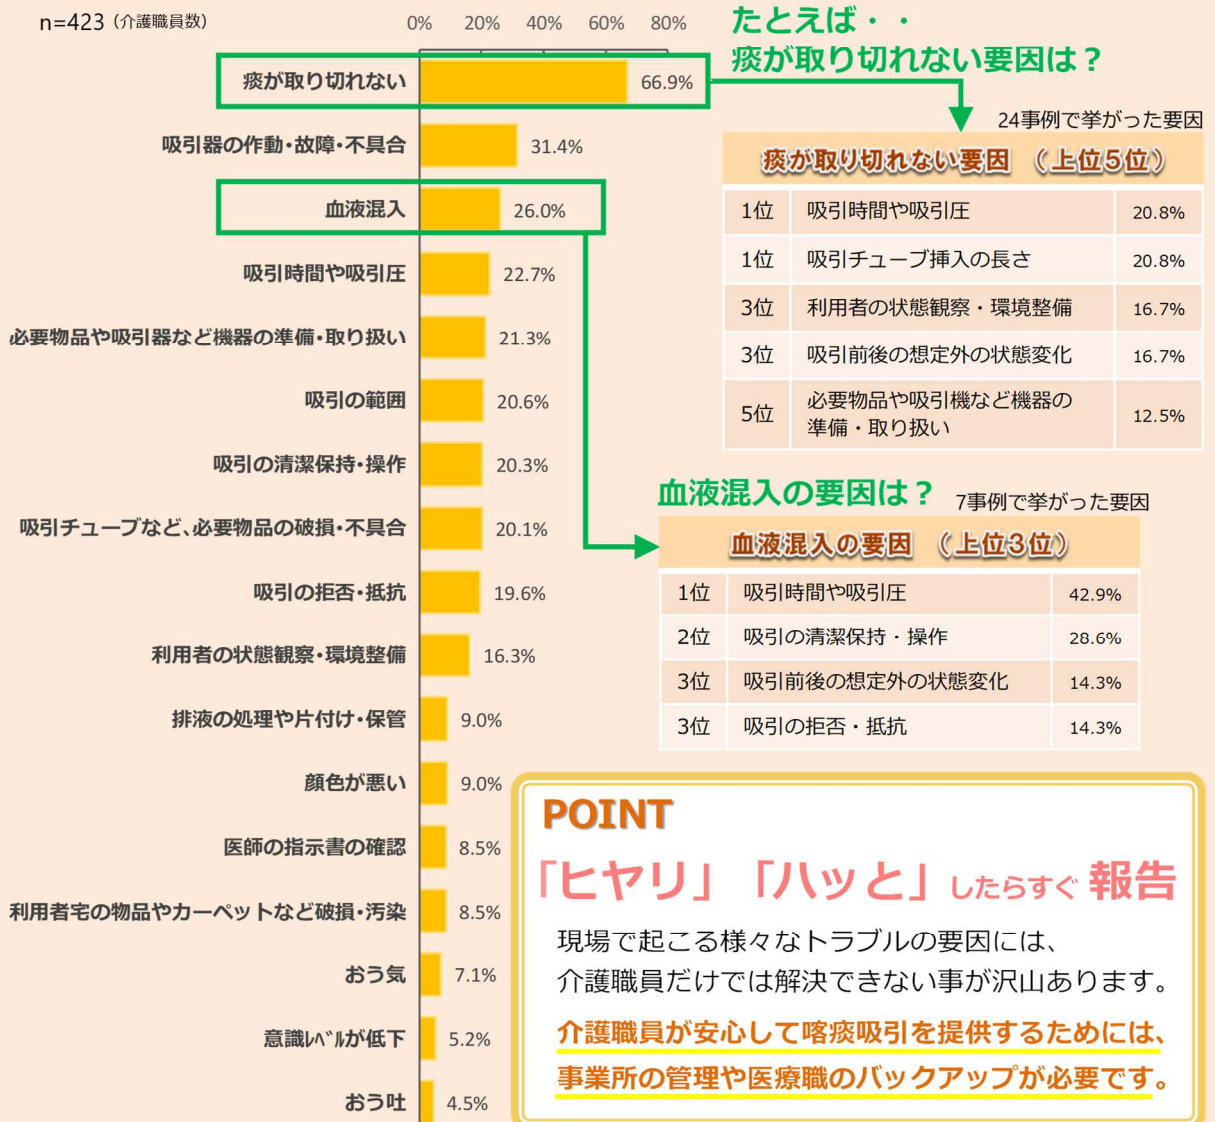 n=423（介護職員数）
0% 20% 40% 60% 80%
痰が取り切れない 66.9%
吸引器の作動・故障・不具合 31.4%
血液混入 26.0%
吸引時間や吸引圧 22.7%
必要物品や吸引器など機器の準備・取り扱い 21.3%
吸引の範囲 20.6%
吸引の清潔保持・操作 20.3%
吸引チューブなど、必要物品の破損・不具合 20.1%
吸引の拒否・抵抗 19.6%
利用者の状態観察・環境整備 16.3%
排液の処理や片付け・保管 9.0%
顔色が悪い 9.0%
医師の指示書の確認 8.5%
利用者宅の物品やカーペットなど破損・汚染 8.5%
おう気 7.1%
意識ﾚﾍﾞﾙが低下 5.2%
おう吐 4.5%
たとえば・・
痰が取り切れない要因は？
24事例で挙がった要因
痰が取り切れない要因　（上位5位）
1位 吸引時間や吸引圧 20.8%
1位 吸引チューブ挿入の長さ 20.8%
3位 利用者の状態観察・環境整備 16.7%
3位 吸引前後の想定外の状態変化 16.7%
5位 必要物品や吸引機など機器の
準備・取り扱い 12.5%
血液混入の要因は？ 7事例で挙がった要因
血液混入の要因　（上位3位）
1位 吸引時間や吸引圧 42.9%
2位 吸引の清潔保持・操作 28.6%
3位 吸引前後の想定外の状態変化 14.3%
3位 吸引の拒否・抵抗 14.3%
POINT
「ヒヤリ」「ハッと」したらすぐ 報告
現場で起こる様々なトラブルの要因には、
介護職員だけでは解決できない事が沢山あります。
介護職員が安心して喀痰吸引を提供するためには、
事業所の管理や医療職のバックアップが必要です。